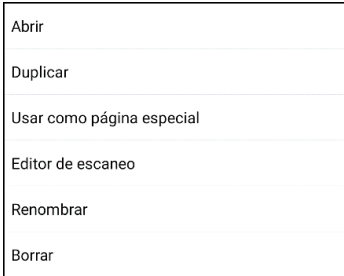 Abrir
Duplicar
Usar como página especial
Editor de escaneo
Renombrar
Borrar